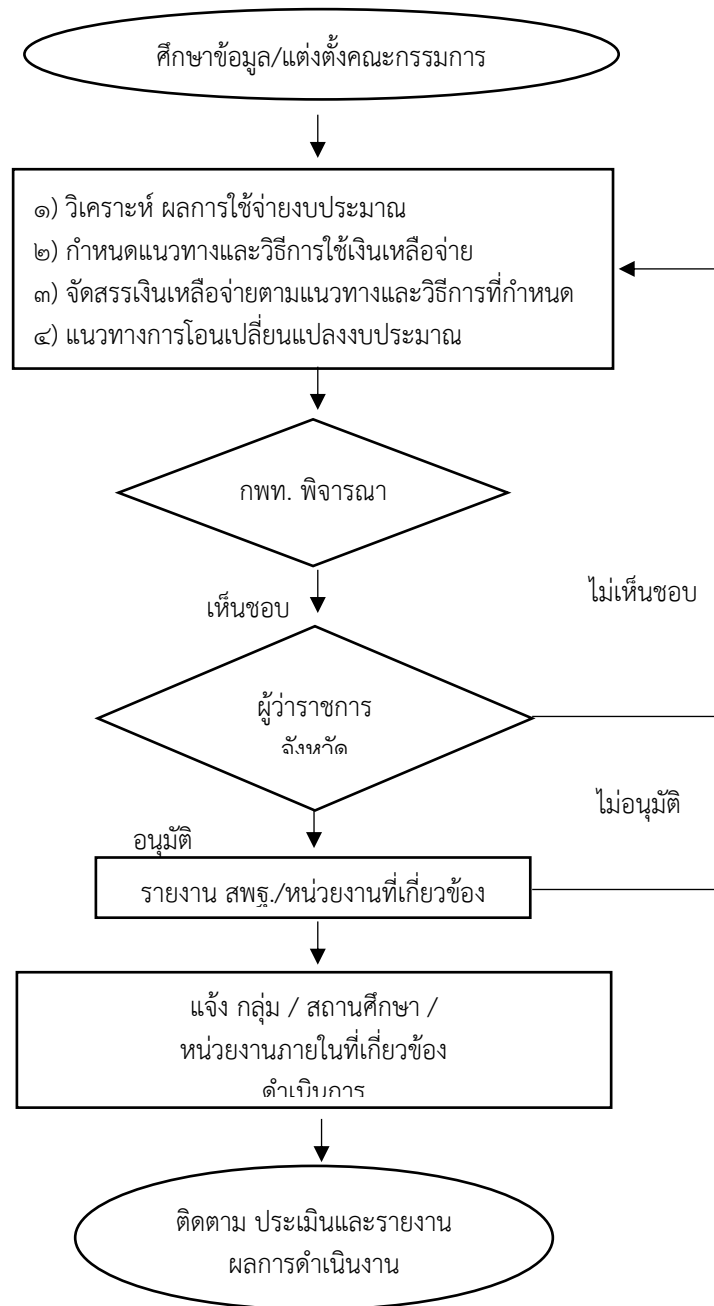 ศึกษาข้อมูล/แต่งตั้งคณะกรรมการ
๑) วิเคราะห์ ผลการใช้จ่ายงบประมาณ
๒) กำหนดแนวทางและวิธีการใช้เงินเหลือจ่าย
๓) จัดสรรเงินเหลือจ่ายตามแนวทางและวิธีการที่กำหนด
๔) แนวทางการโอนเปลี่ยนแปลงงบประมาณ
กพท. พิจารณา
เห็นชอบ
ไม่เห็นชอบ
ผู้ว่าราชการ
จังหวัด
ไม่อนุมัติ
อนุมัติ
รายงาน สพฐ./หน่วยงานที่เกี่ยวข้อง
แจ้ง กลุ่ม / สถานศึกษา /
หน่วยงานภายในที่เกี่ยวข้อง
ดำเนินการ
ติดตาม ประเมินและรายงาน
ผลการดำเนินงาน